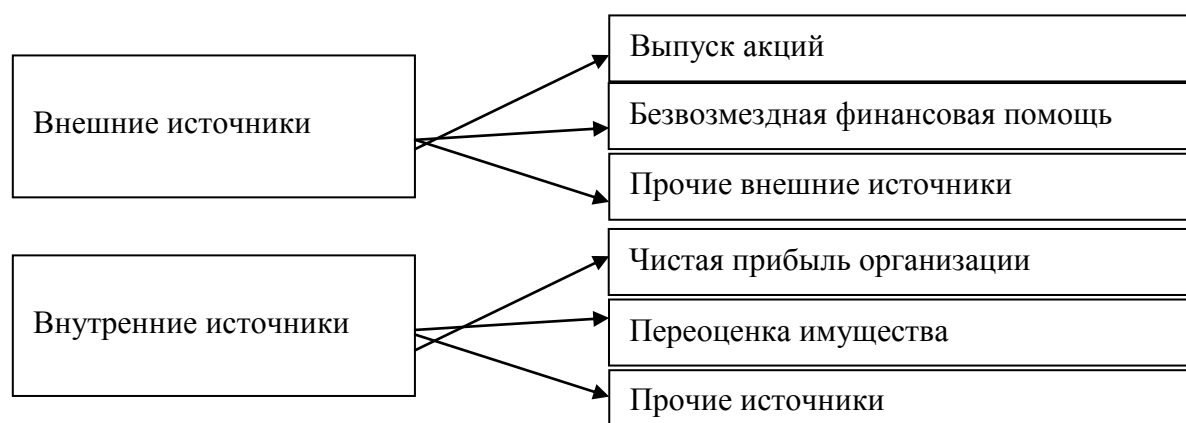 Внешние источники
Выпуск акций
Безвозмездная финансовая помощь
Прочие внешние источники
Внутренние источники
Чистая прибыль организации
Переоценка имущества
Прочие источники